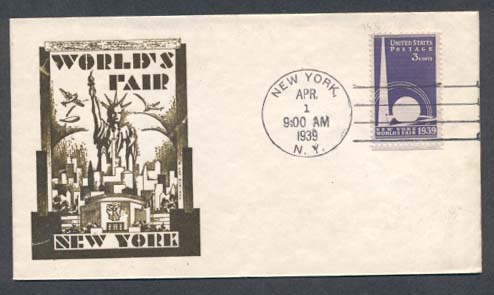 WORLD'S
FAIR
NEW YORK
NEW YORK,
APR.
1
9:00 AM
1939
N. Y.
UNITED STATES
POSTAGE
3 CENTS
NEW YORK
WORLD'S FAIR 1939